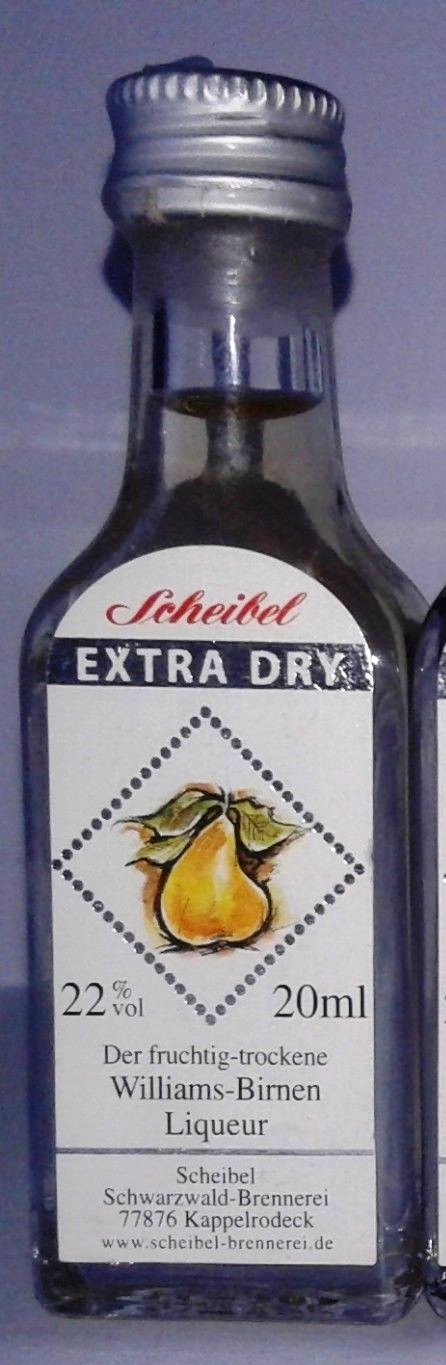 Scheibel
EXTRA DRY
22 % vol 20ml
Der fruchtig-trockene
Williams-Birnen
Liqueur
Scheibel
Schwarzwald-Brennerei
77876 Kappelrodeck
www.scheibel-brennerei.de